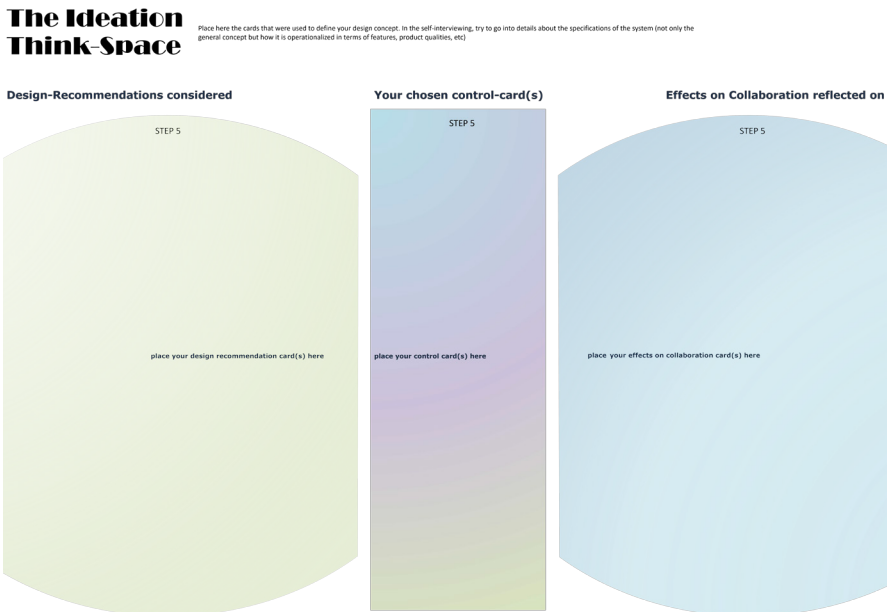 The Ideation
Think-Space
Place here the cards that were used to define your design concept. In the self-interviewing, try to go into details about the specifications of the system (not only the
general concept but how it is operationalized in terms of features, product qualities, etc)
Design-Recommendations considered
Your chosen control-card(s)
Effects on Collaboration reflected on
STEP 5
STEP 5
STEP 5
place your design recommendation card(s) here
place your control card(s) here
place your effects on collaboration card(s) here